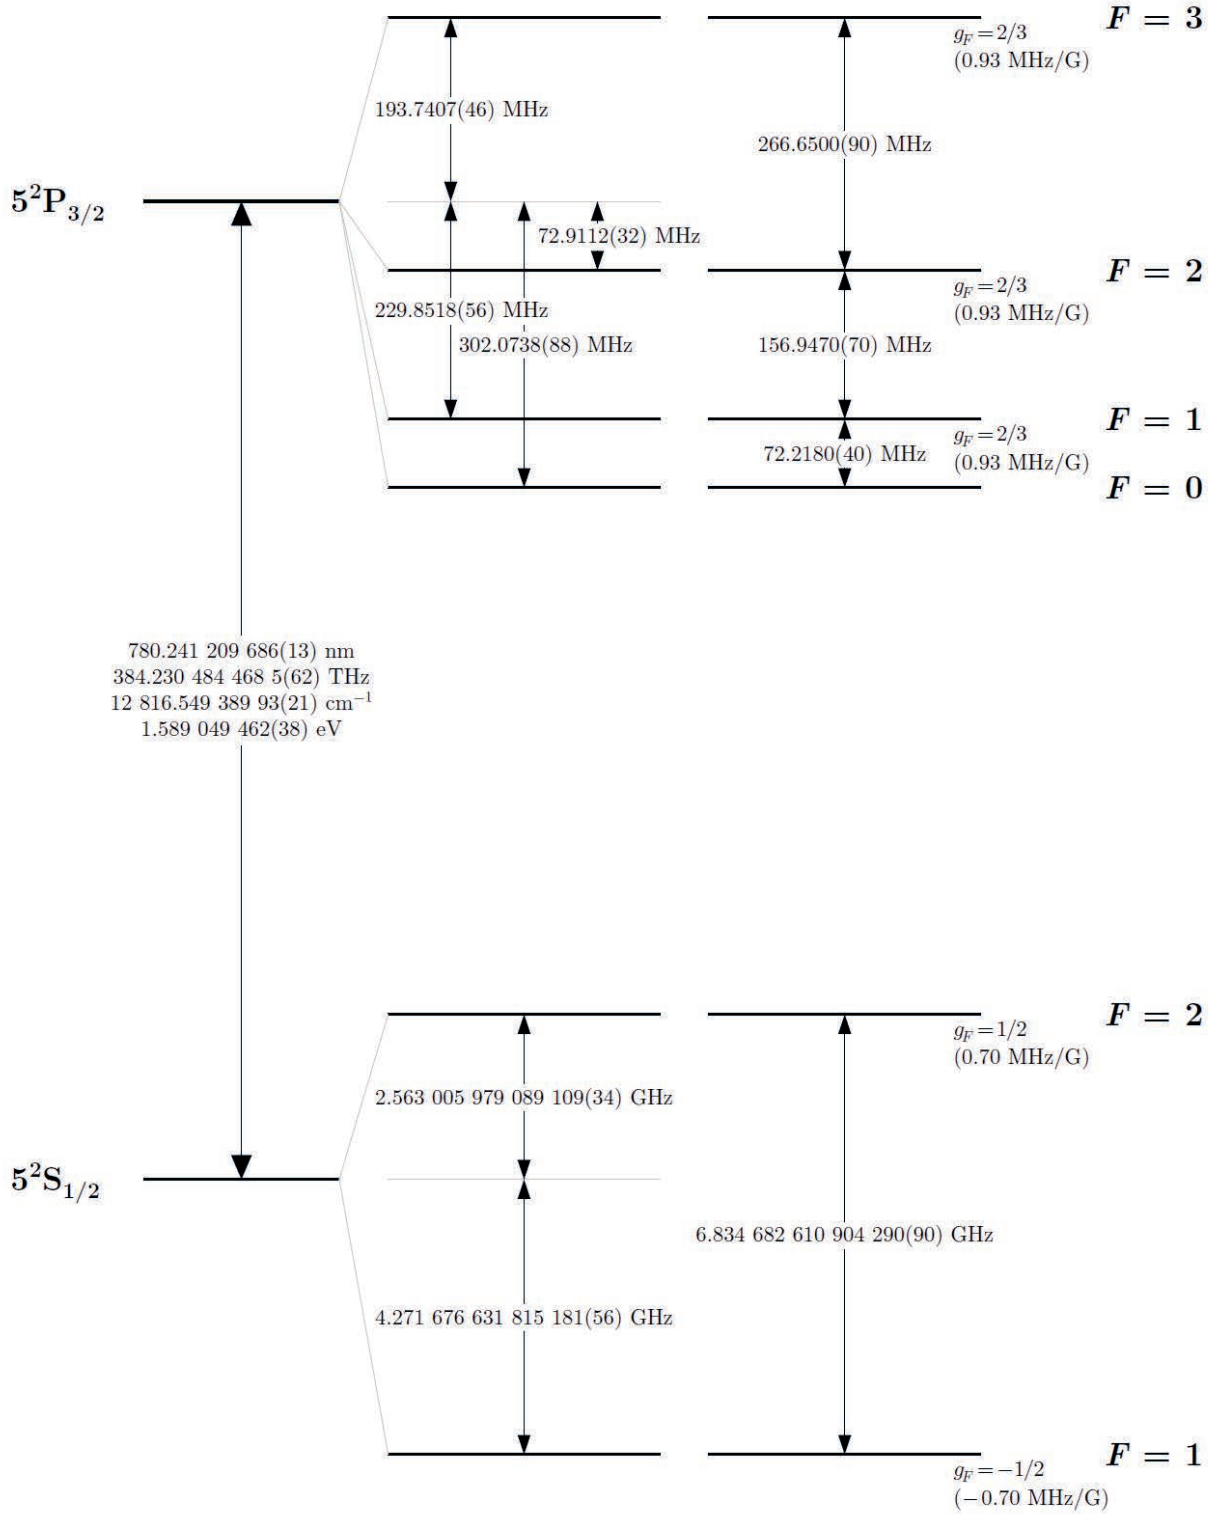 F = 3
g_F = 2/3
(0.93 MHz/G)
193.7407(46) MHz
266.6500(90) MHz
5²P₃/₂
72.9112(32) MHz
F = 2
g_F = 2/3
(0.93 MHz/G)
229.8518(56) MHz
302.0738(88) MHz
156.9470(70) MHz
F = 1
g_F = 2/3
(0.93 MHz/G)
72.2180(40) MHz
F = 0
780.241 209 686(13) nm
384.230 484 468 5(62) THz
12 816.549 389 93(21) cm⁻¹
1.589 049 462(38) eV
F = 2
g_F = 1/2
(0.70 MHz/G)
2.563 005 979 089 109(34) GHz
5²S₁/₂
6.834 682 610 904 290(90) GHz
4.271 676 631 815 181(56) GHz
F = 1
g_F = −1/2
(−0.70 MHz/G)